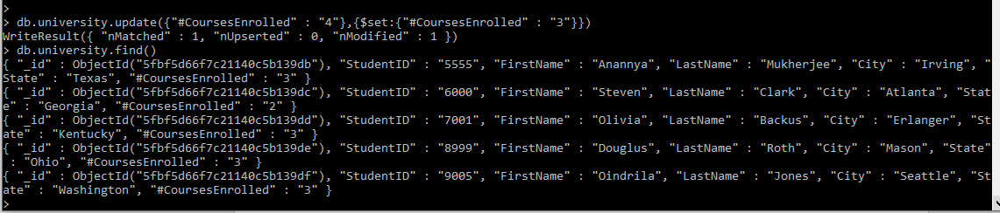 >
> db.university.update({"#CoursesEnrolled" : "4"},{$set:{"#CoursesEnrolled" : "3"}})
WriteResult({ "nMatched" : 1, "nUpserted" : 0, "nModified" : 1 })
> db.university.find()
{ "_id" : ObjectId("5fbf5d66f7c21140c5b139db"), "StudentID" : "5555", "FirstName" : "Anannya", "LastName" : "Mukherjee", "City" : "Irving", "
State" : "Texas", "#CoursesEnrolled" : "3" }
{ "_id" : ObjectId("5fbf5d66f7c21140c5b139dc"), "StudentID" : "6000", "FirstName" : "Steven", "LastName" : "Clark", "City" : "Atlanta", "Stat
e" : "Georgia", "#CoursesEnrolled" : "2" }
{ "_id" : ObjectId("5fbf5d66f7c21140c5b139dd"), "StudentID" : "7001", "FirstName" : "Olivia", "LastName" : "Backus", "City" : "Erlanger", "St
ate" : "Kentucky", "#CoursesEnrolled" : "3" }
{ "_id" : ObjectId("5fbf5d66f7c21140c5b139de"), "StudentID" : "8999", "FirstName" : "Douglus", "LastName" : "Roth", "City" : "Mason", "State"
 : "Ohio", "#CoursesEnrolled" : "3" }
{ "_id" : ObjectId("5fbf5d66f7c21140c5b139df"), "StudentID" : "9005", "FirstName" : "Oindrila", "LastName" : "Jones", "City" : "Seattle", "St
ate" : "Washington", "#CoursesEnrolled" : "3" }
>